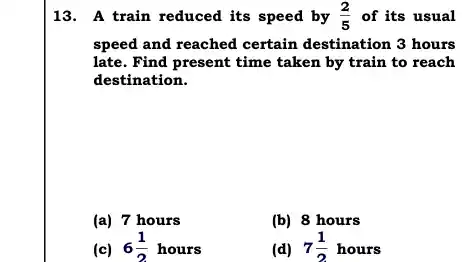 13. A train reduced its speed by 2/5 of its usual
speed and reached certain destination 3 hours
late. Find present time taken by train to reach
destination.
(a) 7 hours (b) 8 hours
(c) 6 1/2 hours (d) 7 1/2 hours